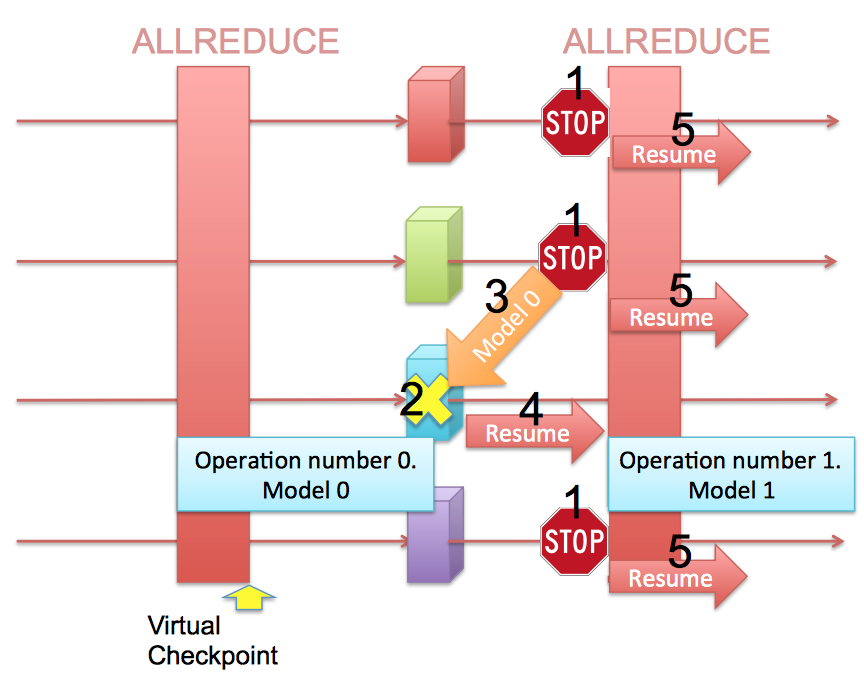 ALLREDUCE ALLREDUCE
1
STOP
5
Resume
1
STOP
3
Model 0
5
Resume
2
4
Resume
Operation number 0.
Model 0
Operation number 1.
Model 1
1
STOP
5
Resume
Virtual
Checkpoint